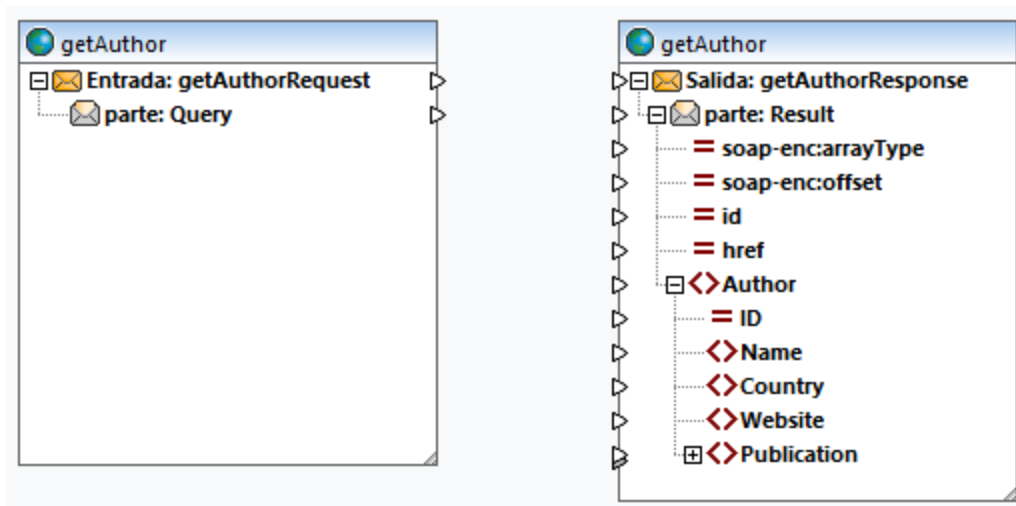 getAuthor
Entrada: getAuthorRequest
parte: Query
getAuthor
Salida: getAuthorResponse
parte: Result
soap-enc:arrayType
soap-enc:offset
id
href
Author
ID
Name
Country
Website
Publication